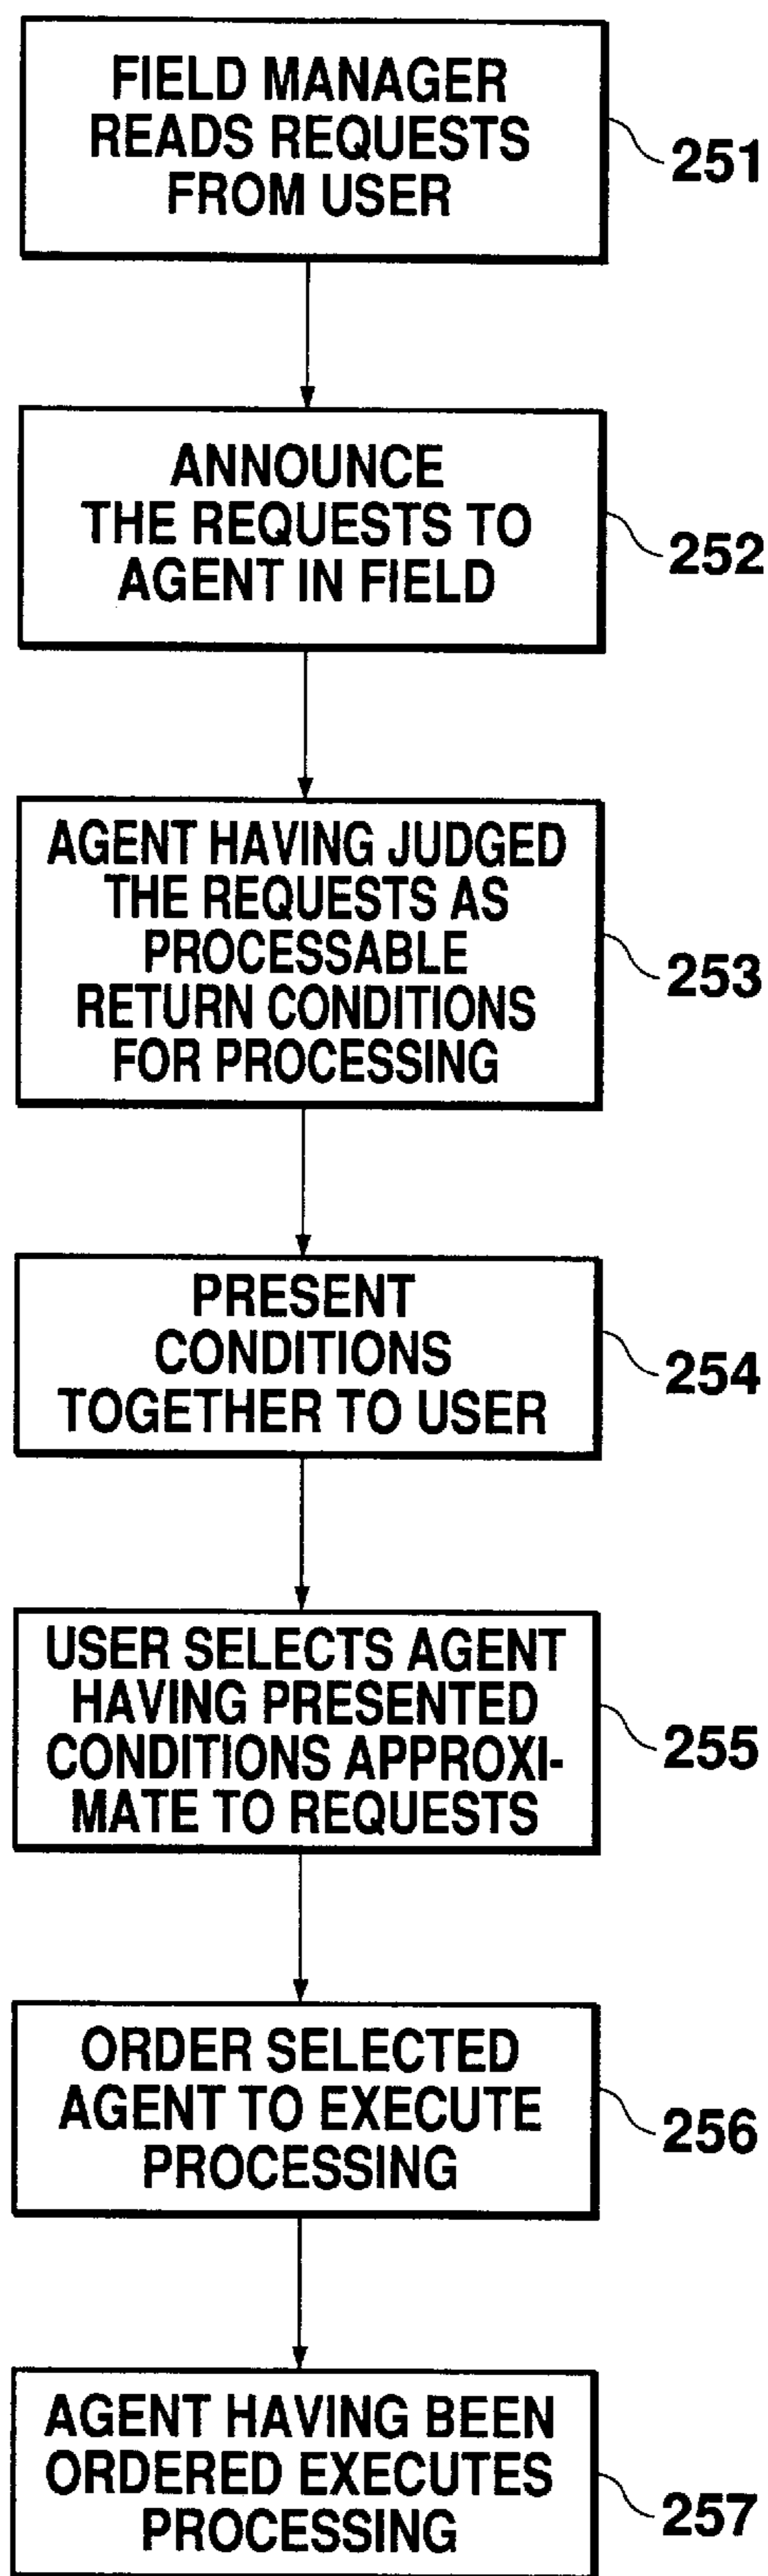 FIELD MANAGER
READS REQUESTS
FROM USER
251
ANNOUNCE
THE REQUESTS TO
AGENT IN FIELD
252
AGENT HAVING JUDGED
THE REQUESTS AS
PROCESSABLE
RETURN CONDITIONS
FOR PROCESSING
253
PRESENT
CONDITIONS
TOGETHER TO USER
254
USER SELECTS AGENT
HAVING PRESENTED
CONDITIONS APPROXI-
MATE TO REQUESTS
255
ORDER SELECTED
AGENT TO EXECUTE
PROCESSING
256
AGENT HAVING BEEN
ORDERED EXECUTES
PROCESSING
257